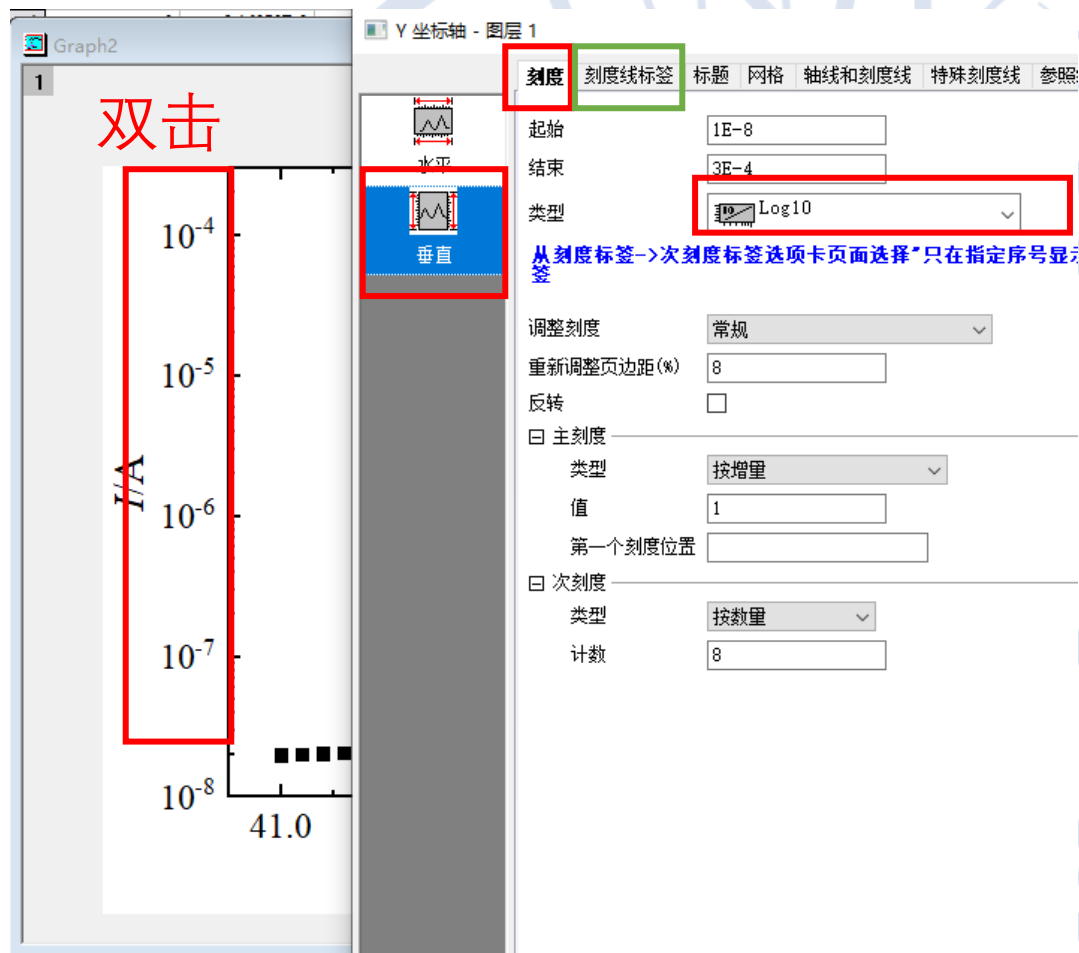 Graph2
1
双击
10-4
10-5
I/A
10-6
10-7
10-8
41.0
Y 坐标轴 - 图层 1
刻度 刻度线标签 标题 网格 轴线和刻度线 特殊刻度线 参照
水平
垂直
起始 1E-8
结束 3E-4
类型 Log10
从刻度标签->次刻度标签选项卡页面选择"只在指定序号显示
签
调整刻度 常规
重新调整页边距(%) 8
反转
主刻度
类型 按增量
值 1
第一个刻度位置
次刻度
类型 按数量
计数 8